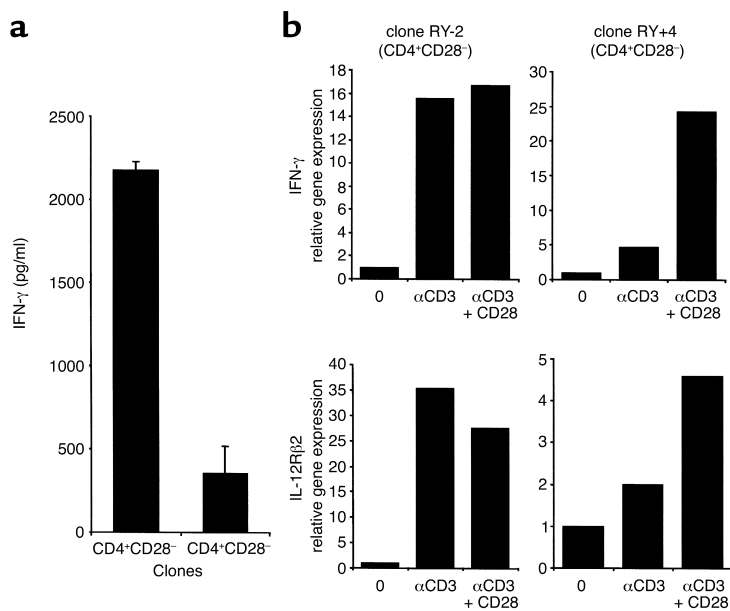 a
2500
2000
1500
1000
500
0
IFN-γ (pg/ml)
CD4⁺CD28⁻ CD4⁺CD28⁻
Clones
b
clone RY-2
(CD4⁺CD28⁻)
clone RY+4
(CD4⁺CD28⁻)
IFN-γ
relative gene expression
18
16
14
12
10
8
6
4
2
0
0 αCD3 αCD3
+ CD28
30
25
20
15
10
5
0
0 αCD3 αCD3
+ CD28
IL-12Rβ2
relative gene expression
40
35
30
25
20
15
10
5
0
0 αCD3 αCD3
+ CD28
5
4
3
2
1
0
0 αCD3 αCD3
+ CD28